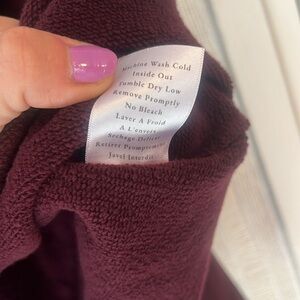 Machine Wash Cold
Inside Out
Tumble Dry Low
Remove Promptly
No Bleach
Laver A Froid
A L'envers
Sechage Delicat
Retirer Promptement
Javel Interdit